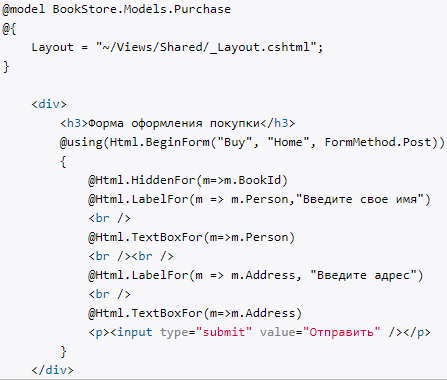 @model BookStore.Models.Purchase
@{
    Layout = "~/Views/Shared/_Layout.cshtml";
}

    <div>
        <h3>Форма оформления покупки</h3>
        @using(Html.BeginForm("Buy", "Home", FormMethod.Post))
        {
            @Html.HiddenFor(m=>m.BookId)
            @Html.LabelFor(m => m.Person,"Введите свое имя")
            <br />
            @Html.TextBoxFor(m=>m.Person)
            <br /><br />
            @Html.LabelFor(m => m.Address, "Введите адрес")
            <br />
            @Html.TextBoxFor(m=>m.Address)
            <p><input type="submit" value="Отправить" /></p>
        }
    </div>